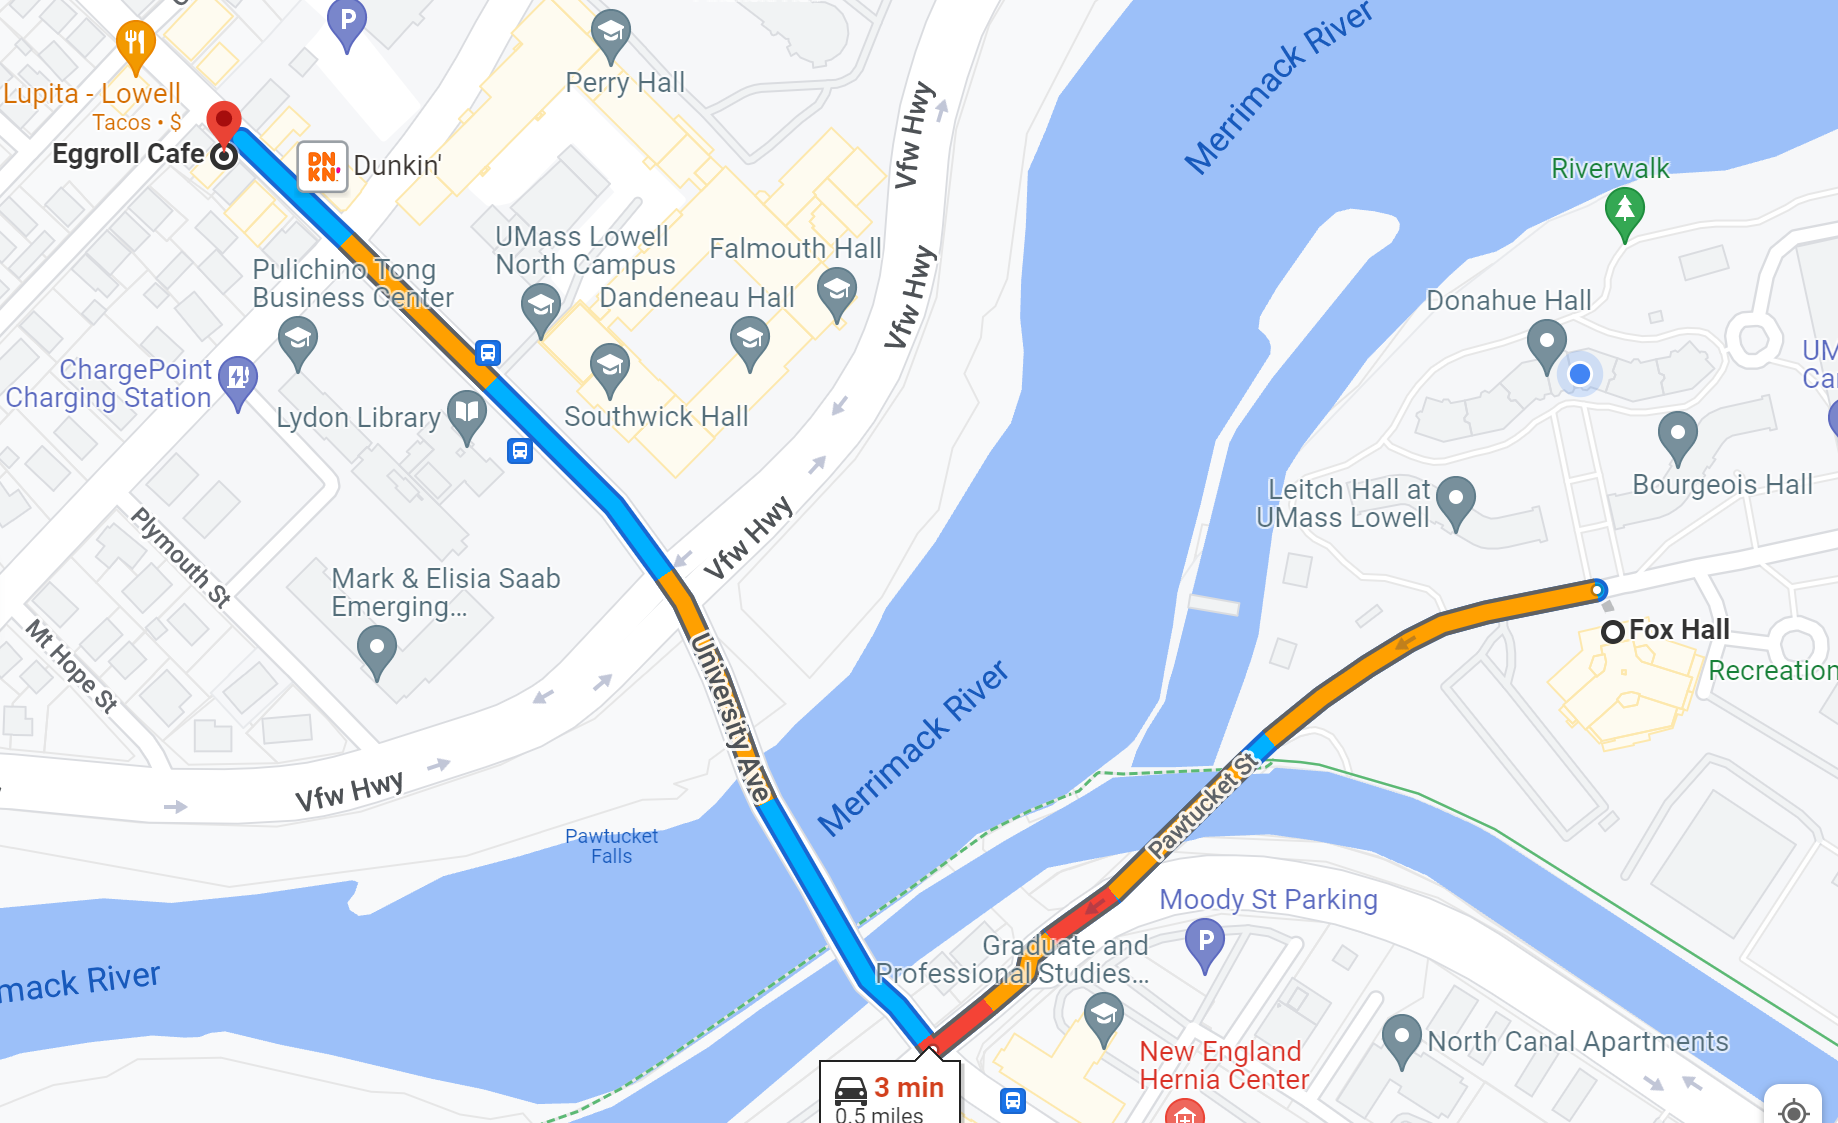 P
Perry Hall
Lupita - Lowell
Tacos • $
Eggroll Cafe
DN
KN'
Dunkin'
Vfw Hwy
Merrimack River
Riverwalk
UMass Lowell
North Campus
Falmouth Hall
Vfw Hwy
Pulichino Tong
Business Center
Dandeneau Hall
Donahue Hall
ChargePoint
Charging Station
UM
Car
Lydon Library
Southwick Hall
Bourgeois Hall
Leitch Hall at
UMass Lowell
Plymouth St
Vfw Hwy
Mark & Elisia Saab
Emerging...
Fox Hall
Mt Hope St
University Ave
Merrimack River
Recreation
Vfw Hwy
Pawtucket St
Pawtucket
Falls
Moody St Parking
P
Graduate and
Professional Studies...
mack River
North Canal Apartments
New England
Hernia Center
3 min
0.5 miles